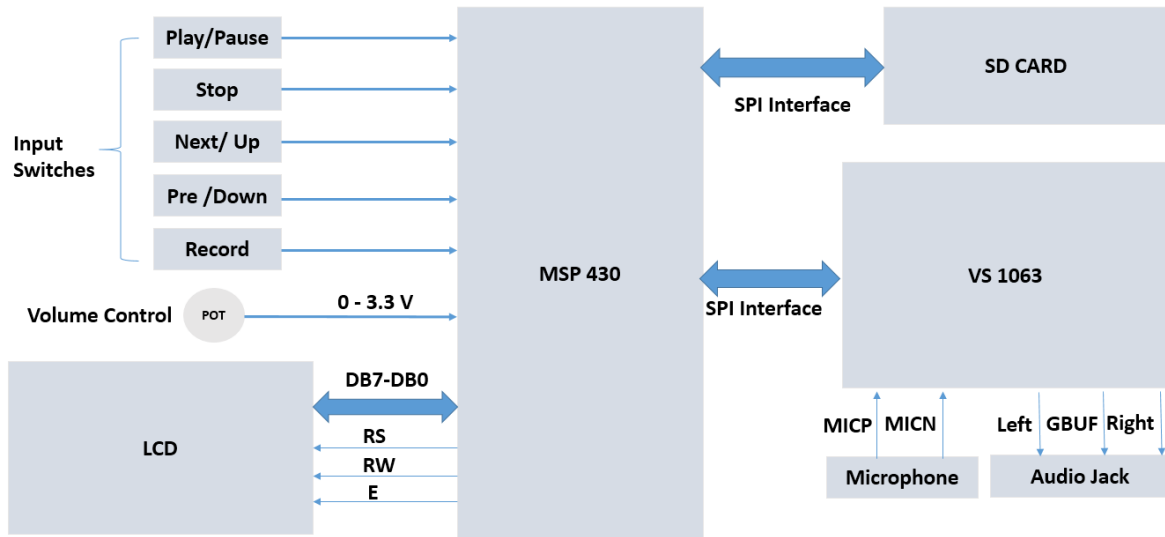 Play/Pause
Stop
Next/ Up
Pre /Down
Record
Input
Switches
Volume Control
POT
0 - 3.3 V
LCD
DB7-DB0
RS
RW
E
MSP 430
SPI Interface
SD CARD
SPI Interface
VS 1063
MICP
MICN
Left
GBUF
Right
Microphone
Audio Jack